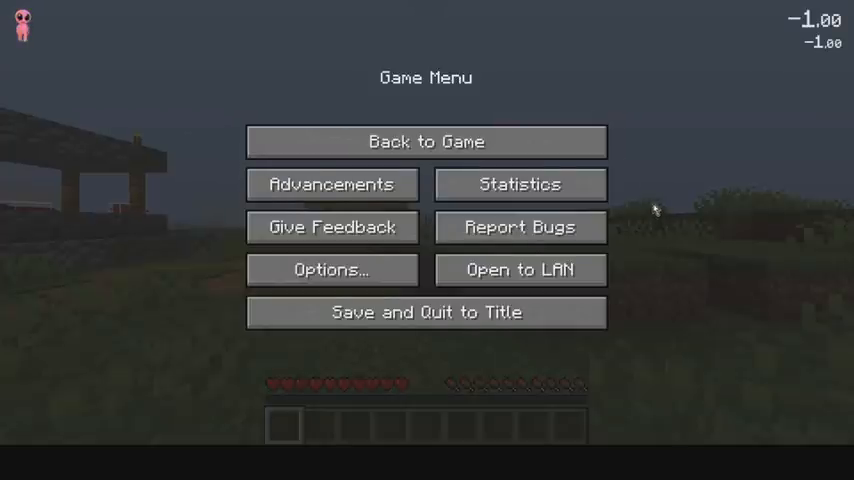 -1.00
-1.00
Game Menu
Back to Game
Advancements Statistics
Give Feedback Report Bugs
Options... Open to LAN
Save and Quit to Title